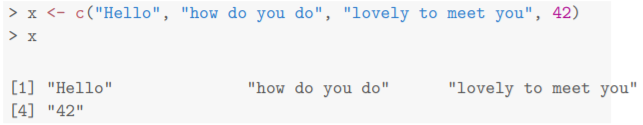 > x <- c("Hello", "how do you do", "lovely to meet you", 42)
> x
[1] "Hello" "how do you do" "lovely to meet you"
[4] "42"